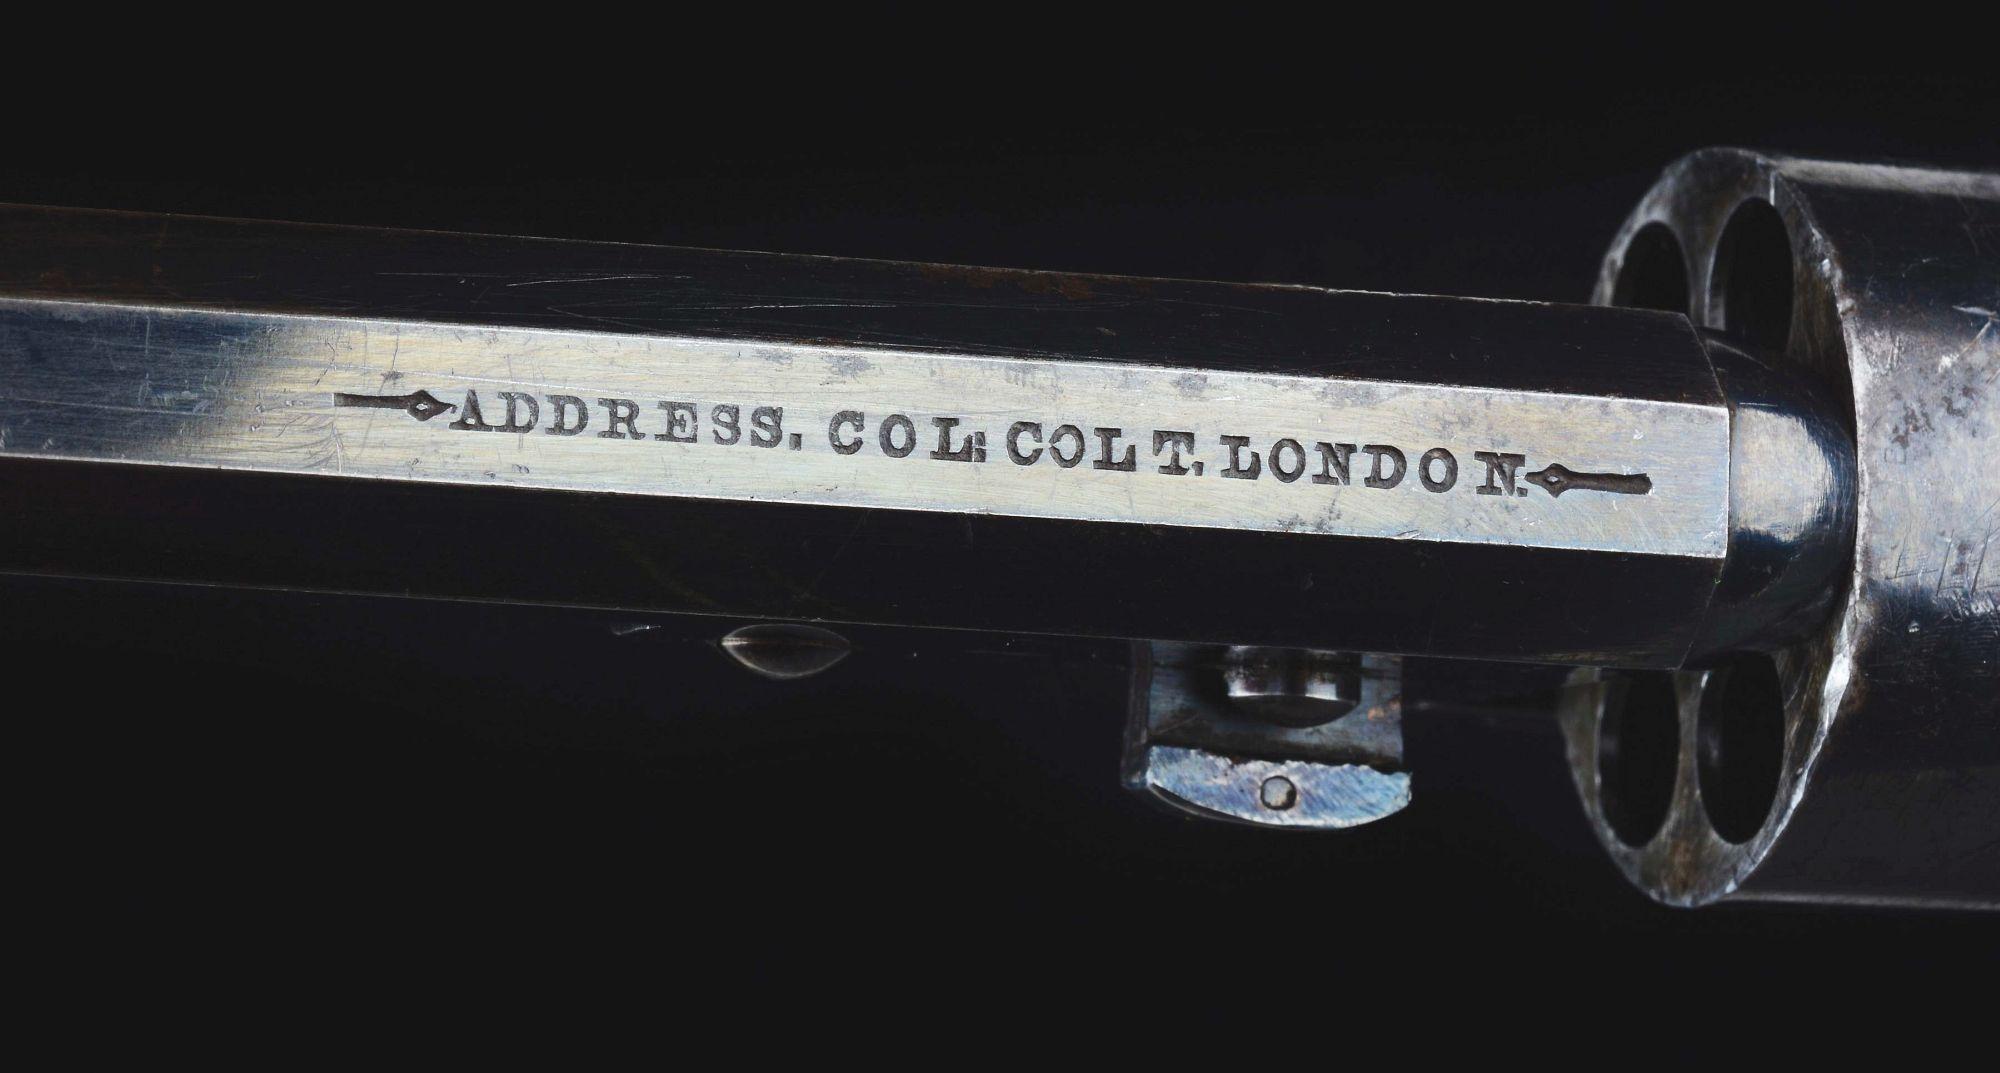 ADDRESS. COL: COLT. LONDON.